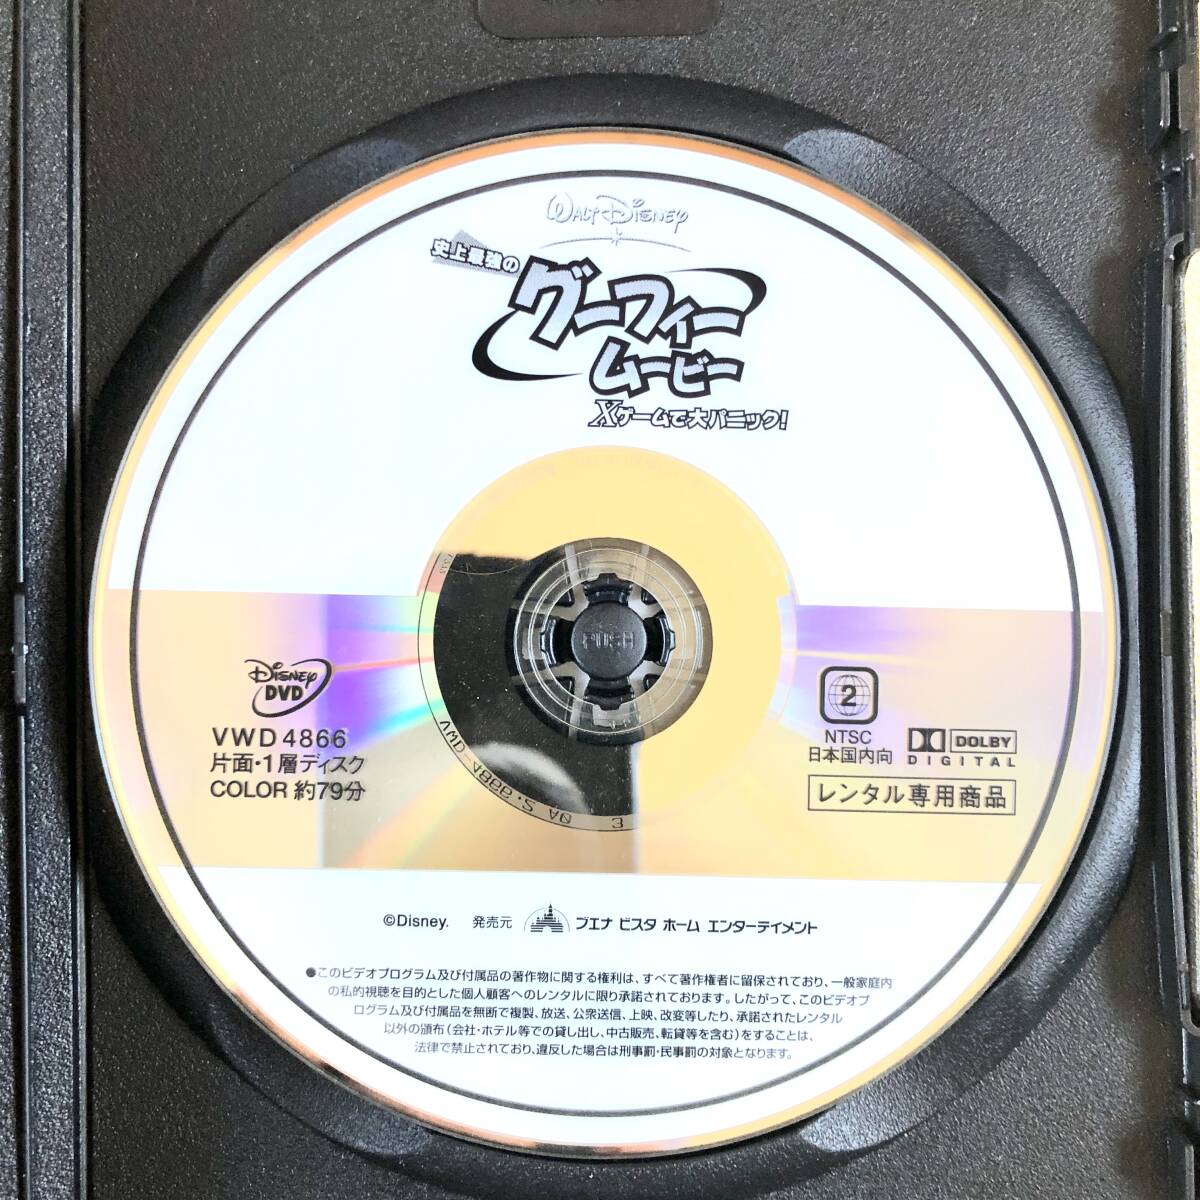 WALT DISNEY
史上最強の
グーフィー
ムービー
Xゲームで大パニック!
PUSH
DISNEY
DVD
VWD 4866
片面・1層ディスク
COLOR 約79分
2
NTSC
日本国内向
DOLBY
DIGITAL
レンタル専用商品
©Disney. 発売元 ブエナ ビスタ ホーム エンターテイメント
●このビデオプログラム及び付属品の著作物に関する権利は、すべて著作権者に留保されており、一般家庭内
の私的視聴を目的とした個人顧客へのレンタルに限り承諾されております。したがって、このビデオプ
ログラム及び付属品を無断で複製、放送、公衆送信、上映、改変等したり、承諾されたレンタル
以外の頒布(会社・ホテル等での貸し出し、中古販売、転貸等を含む)をすることは、
法律で禁止されており、違反した場合は刑事罰・民事罰の対象となります。